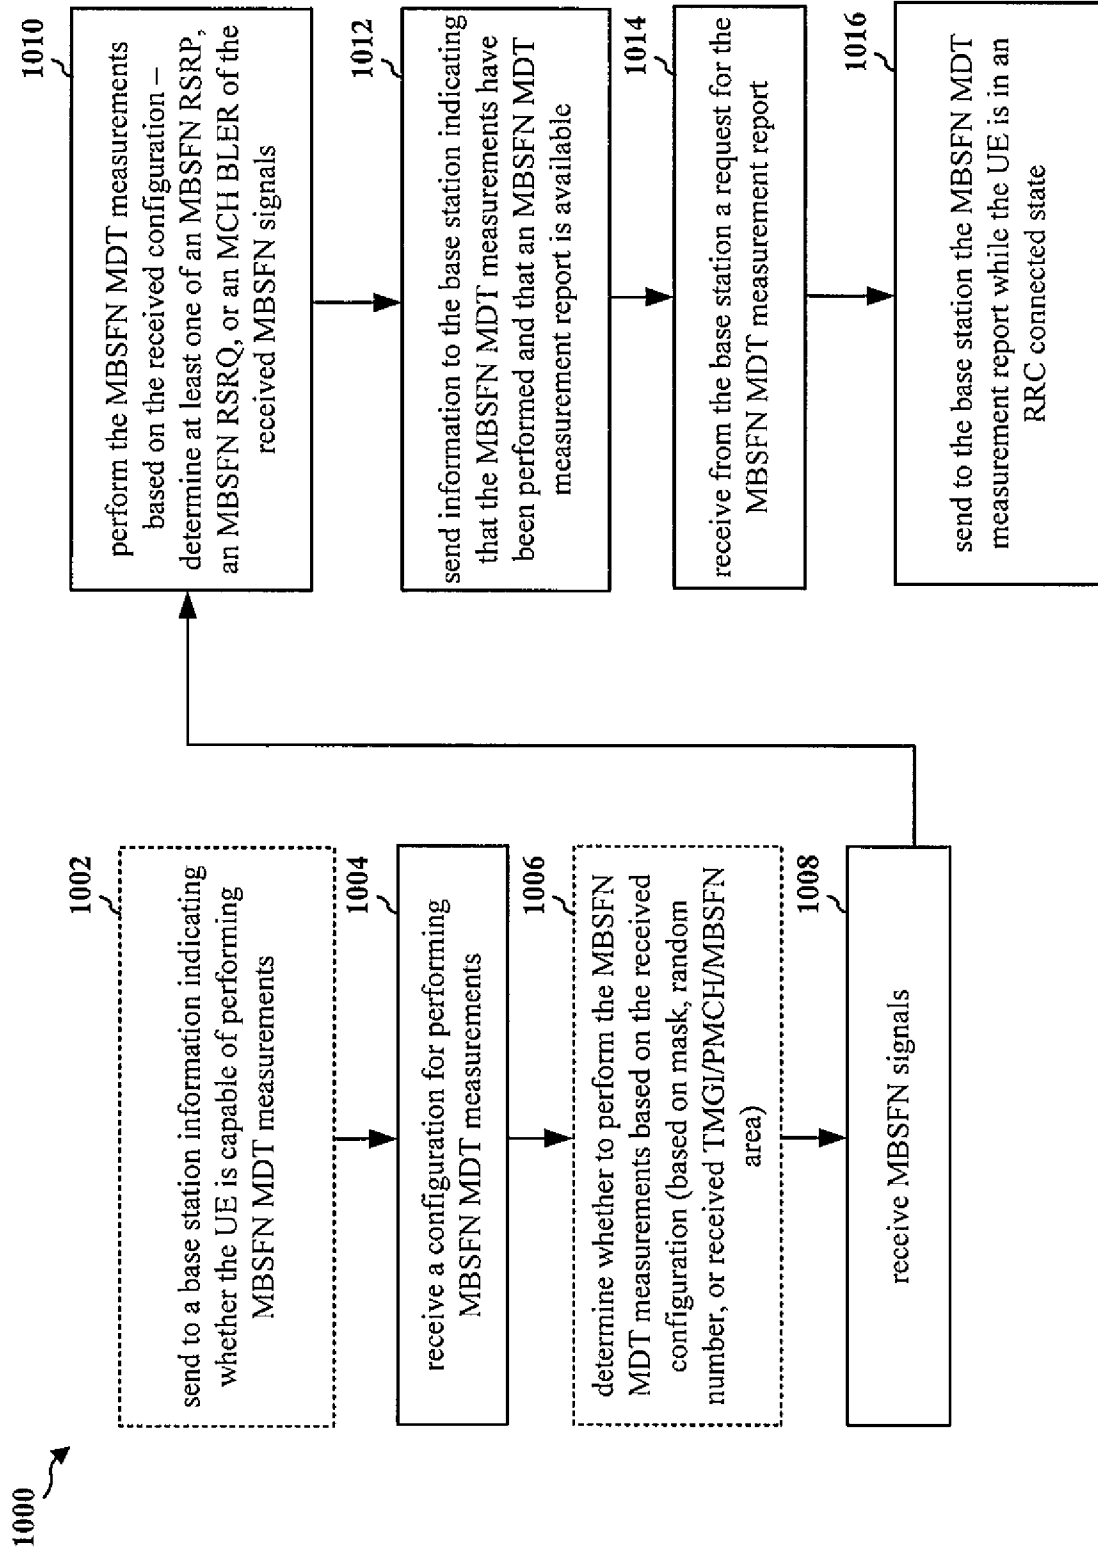 1000
1002
send to a base station information indicating
whether the UE is capable of performing
MBSFN MDT measurements
1004
receive a configuration for performing
MBSFN MDT measurements
1006
determine whether to perform the MBSFN
MDT measurements based on the received
configuration (based on mask, random
number, or received TMGI/PMCH/MBSFN
area)
1008
receive MBSFN signals
1010
perform the MBSFN MDT measurements
based on the received configuration –
determine at least one of an MBSFN RSRP,
an MBSFN RSRQ, or an MCH BLER of the
received MBSFN signals
1012
send information to the base station indicating
that the MBSFN MDT measurements have
been performed and that an MBSFN MDT
measurement report is available
1014
receive from the base station a request for the
MBSFN MDT measurement report
1016
send to the base station the MBSFN MDT
measurement report while the UE is in an
RRC connected state